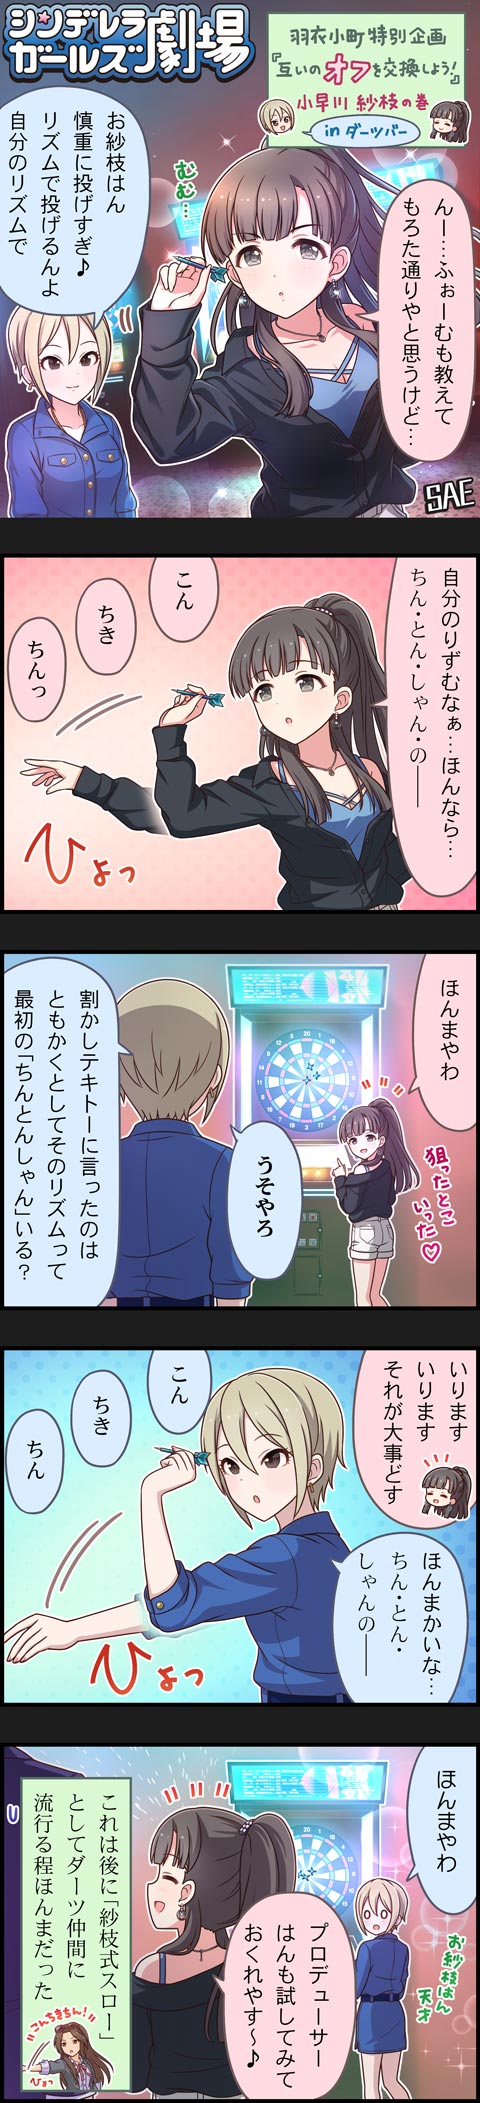 シンデレラ
ガールズ劇場
羽衣小町特別企画
『互いのオフを交換しよう!』
小早川 紗枝の巻
in ダーツバー
んー…ふぉーむも教えて
もろた通りやと思うけど…
むむ…
お紗枝はん
慎重に投げすぎ♪
リズムで投げるんよ
自分のリズムで
SAE
自分のりずむなぁ…ほんなら…
ちん・とん・しゃん・の――
こん
ちき
ちんっ
ひょっ
ほんまやわ
狙ったとこ
いった♡
うそやろ
割かしテキトーに言ったのは
ともかくとしてそのリズムって
最初の「ちんとんしゃん」いる?
いります
いります
それが大事どす
ほんまかいな…
ちん・とん・
しゃんの――
こん
ちき
ちん
ひょっ
ほんまやわ
お紗枝はん
天才
プロデューサー
はんも試してみて
おくれやす～♪
これは後に「紗枝式スロー」
としてダーツ仲間に
流行る程ほんまだった
こんちきちん!
ひょっ